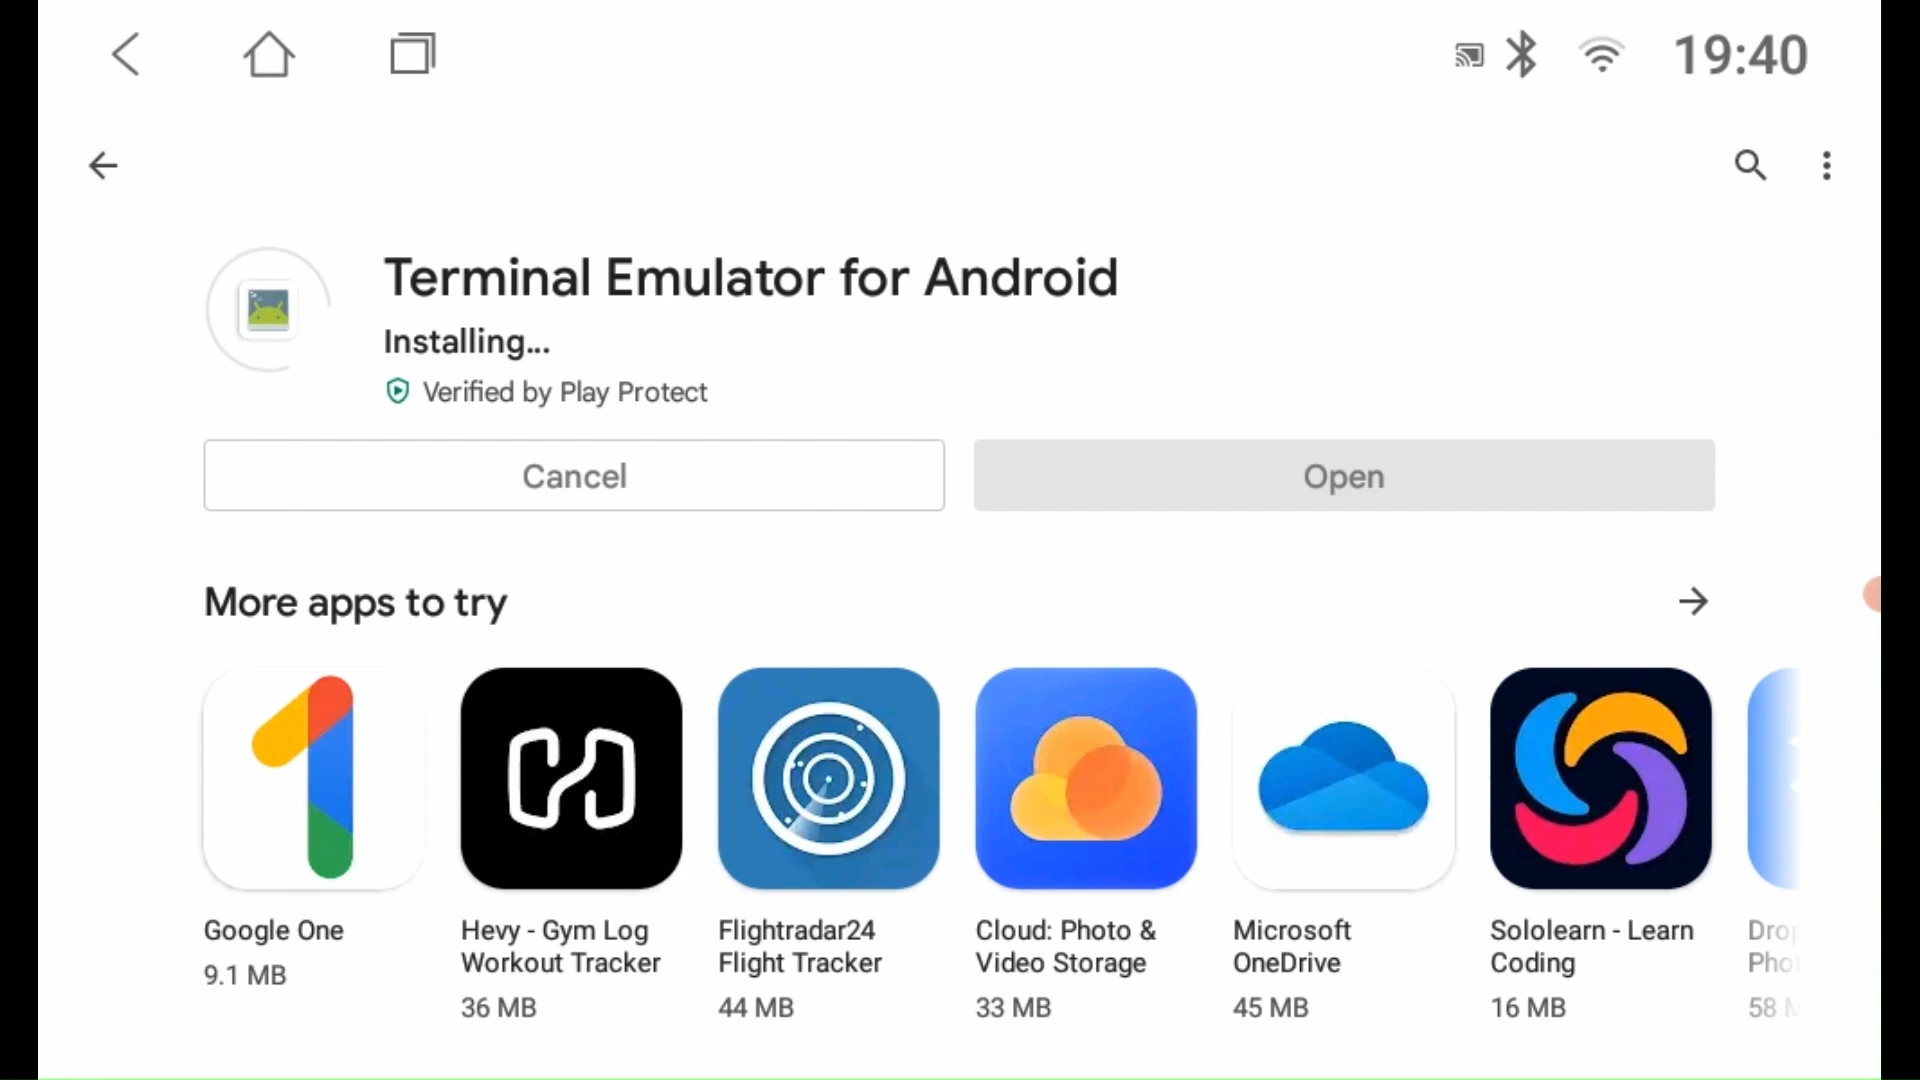 19:40
Terminal Emulator for Android
Installing...
Verified by Play Protect
Cancel
Open
More apps to try
Google One
9.1 MB
Hevy - Gym Log
Workout Tracker
36 MB
Flightradar24
Flight Tracker
44 MB
Cloud: Photo &
Video Storage
33 MB
Microsoft
OneDrive
45 MB
Sololearn - Learn
Coding
16 MB
58